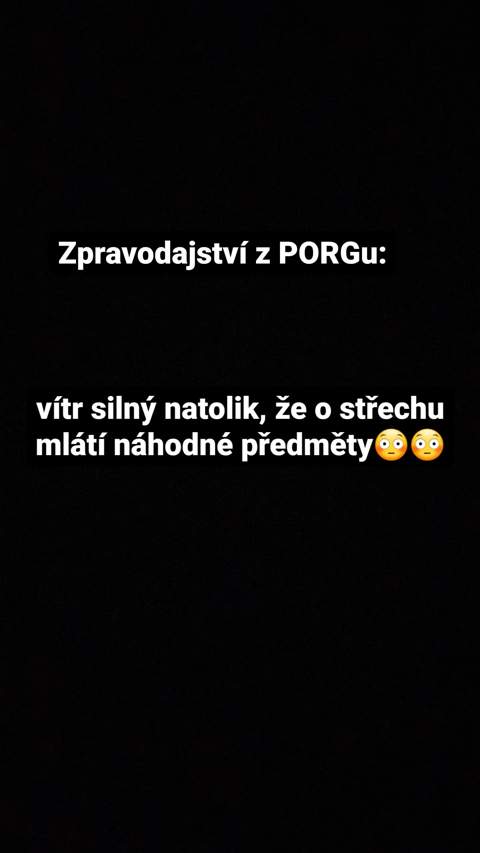 Zpravodajství z PORGu:
vítr silný natolik, že o střechu
mlátí náhodné předměty😳😳